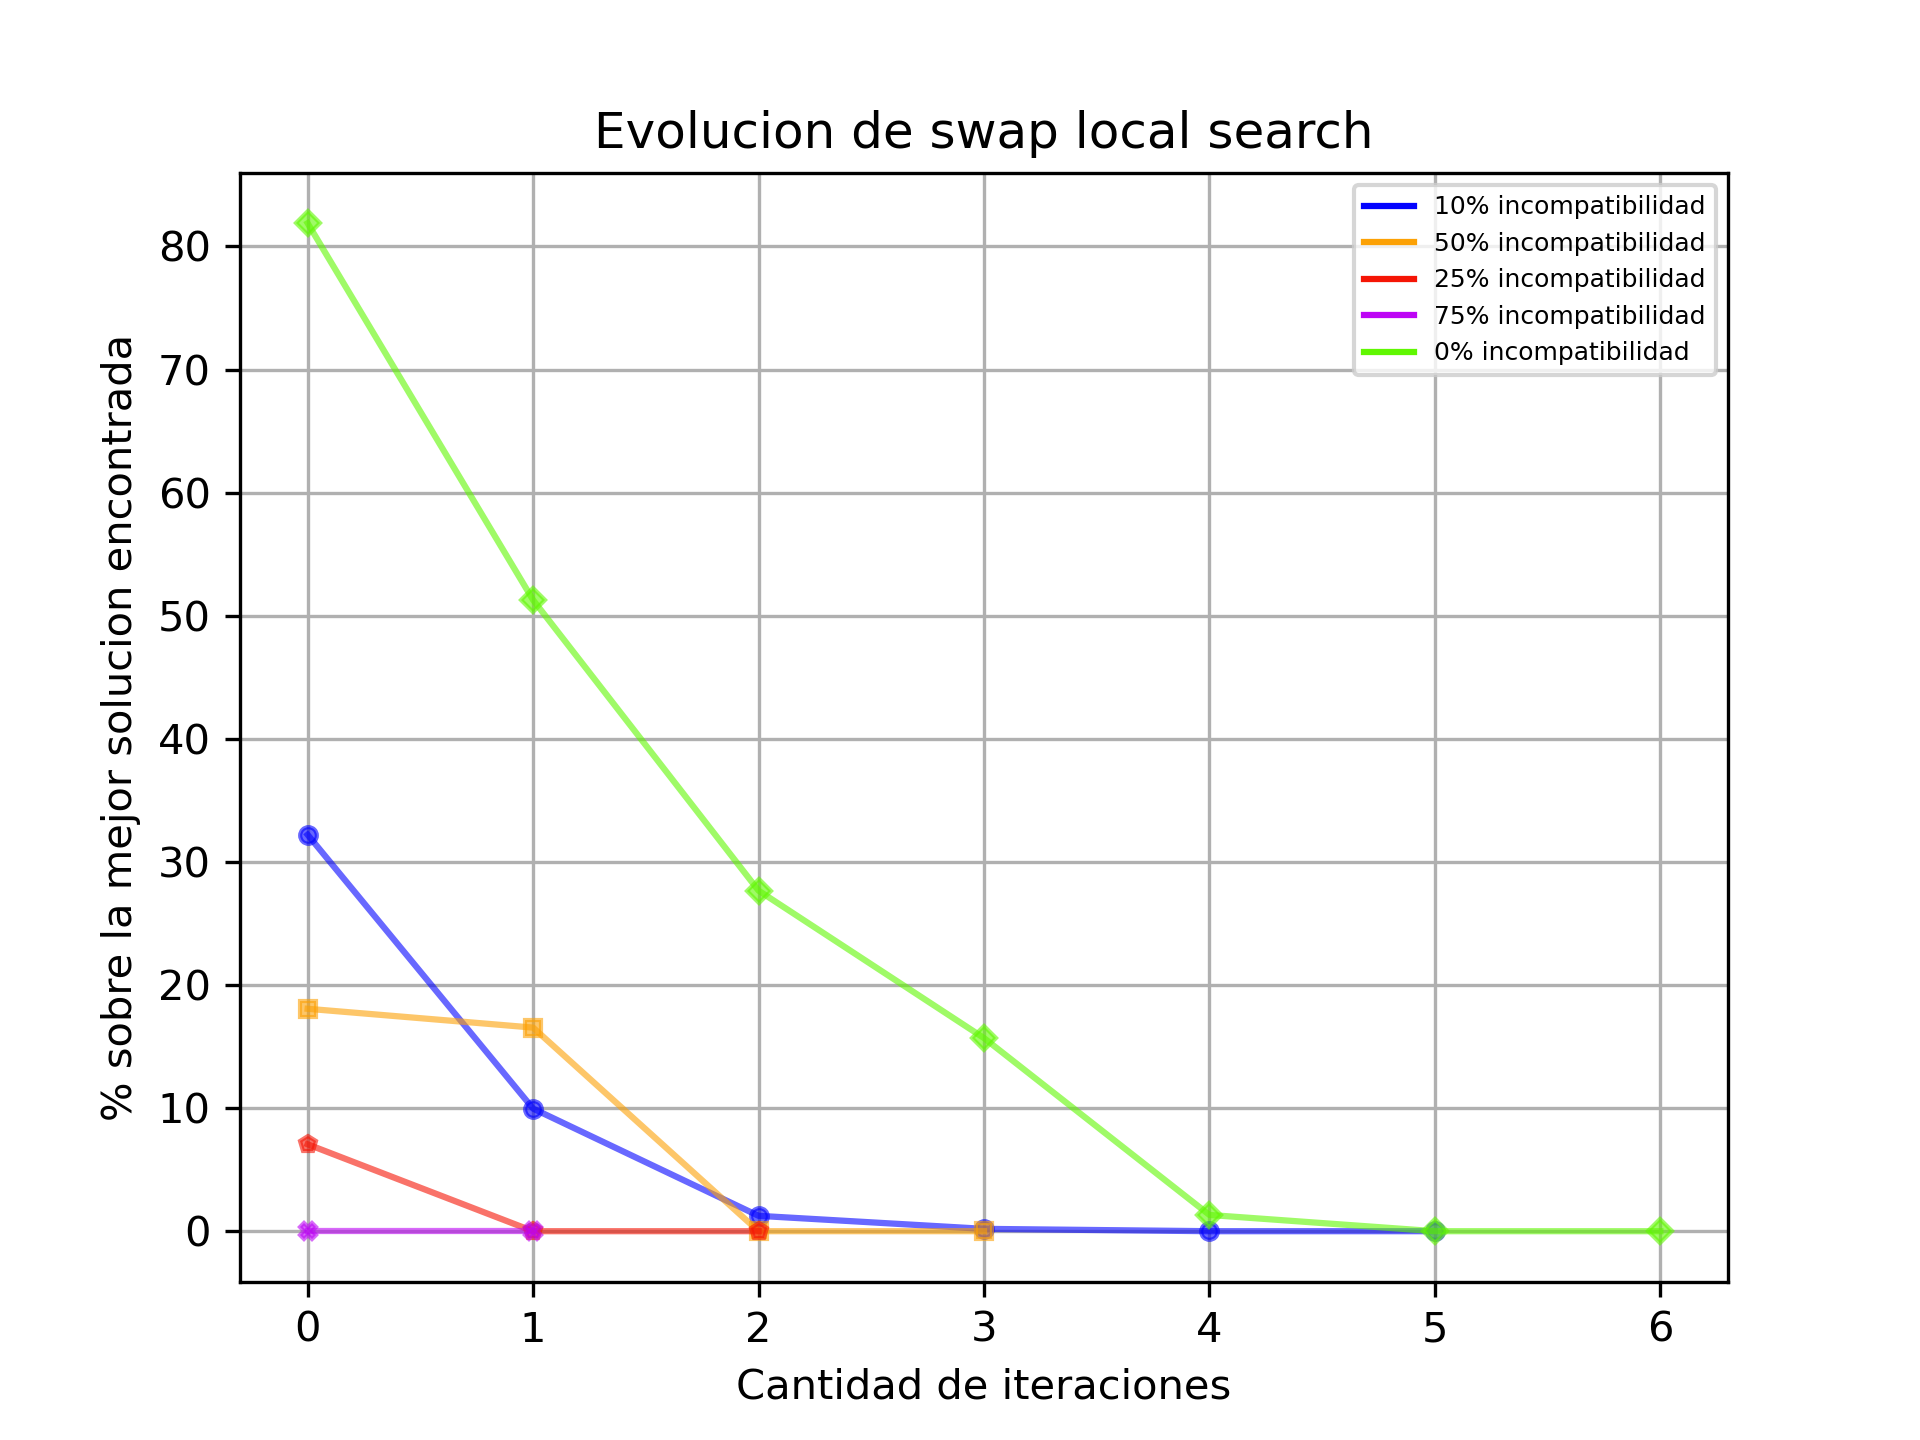 Evolucion de swap local search
10% incompatibilidad
50% incompatibilidad
25% incompatibilidad
75% incompatibilidad
0% incompatibilidad
% sobre la mejor solucion encontrada
80
70
60
50
40
30
20
10
0
0 1 2 3 4 5 6
Cantidad de iteraciones